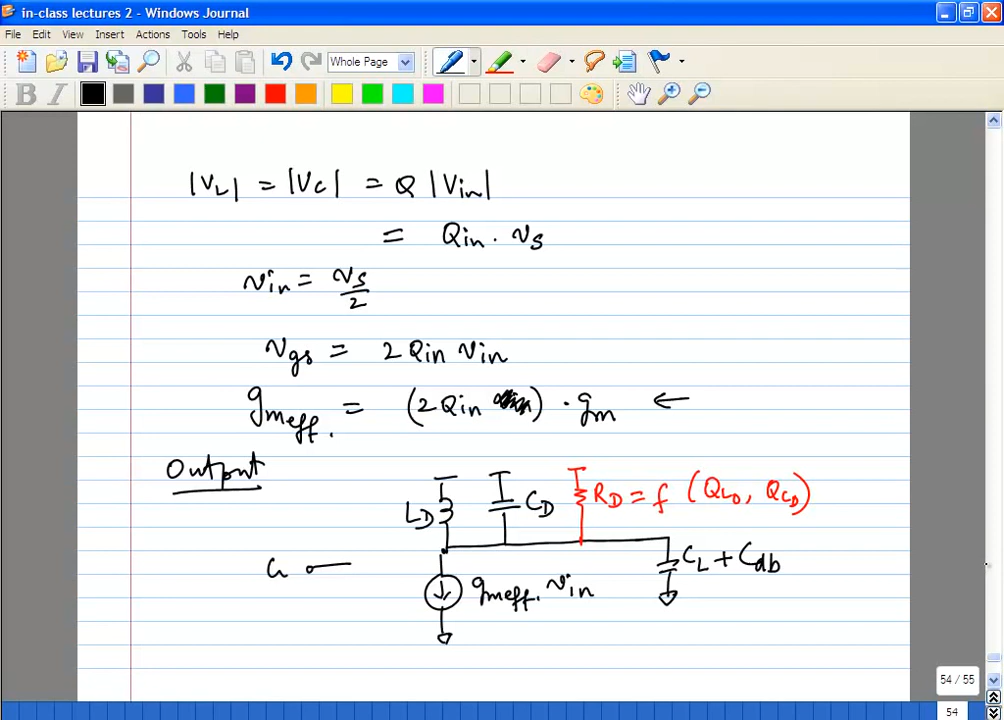 in-class lectures 2 - Windows Journal
File Edit View Insert Actions Tools Help
Whole Page
B I
|VL| = |Vc| = Q |Vin|
= Qin . vs
vin = vs/2
vgs = 2 Qin vin
gmeff. = (2 Qin) . gm ←
Output
LD CD RD = f (QLD, QCD)
G
gmeff. vin
CL + Cdb
54 / 55
54